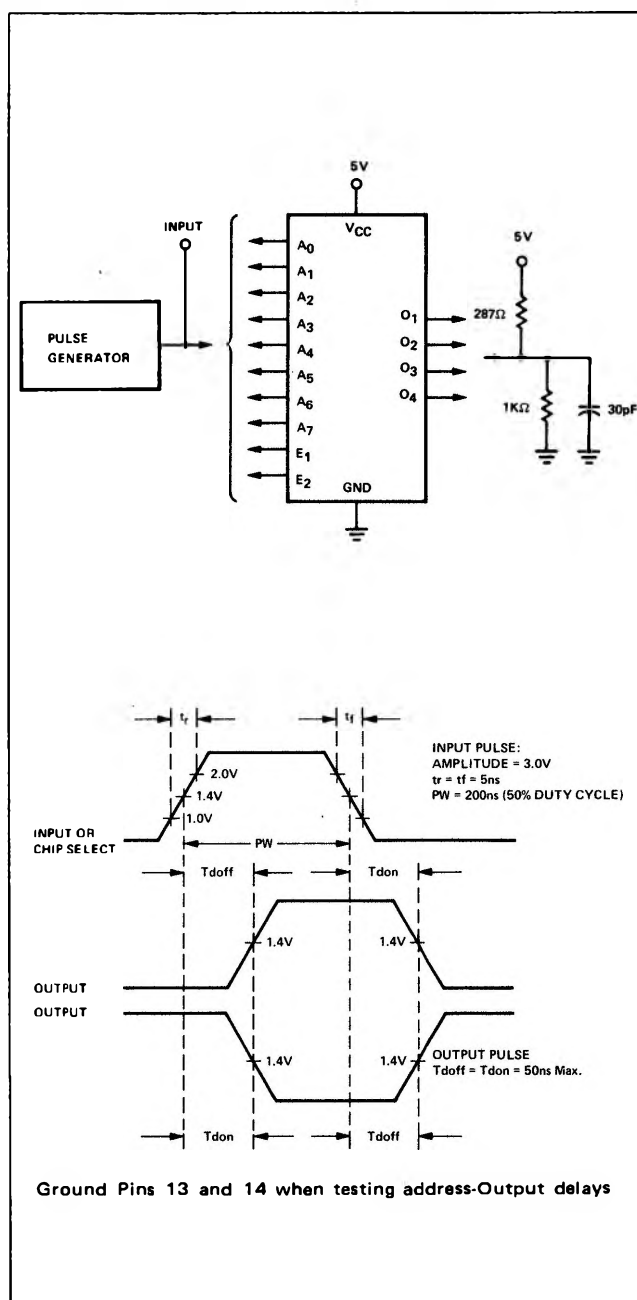 5V
INPUT
VCC
A0
A1
A2
A3
A4
A5
A6
A7
E1
E2
PULSE
GENERATOR
O1
O2
O3
O4
GND
5V
287Ω
1KΩ
30pF
tr
tf
2.0V
1.4V
1.0V
INPUT PULSE:
AMPLITUDE = 3.0V
tr = tf = 5ns
PW = 200ns (50% DUTY CYCLE)
INPUT OR
CHIP SELECT
PW
Tdoff
Tdon
1.4V
1.4V
OUTPUT
OUTPUT
1.4V
1.4V
OUTPUT PULSE
Tdoff = Tdon = 50ns Max.
Tdon
Tdoff
Ground Pins 13 and 14 when testing address-Output delays